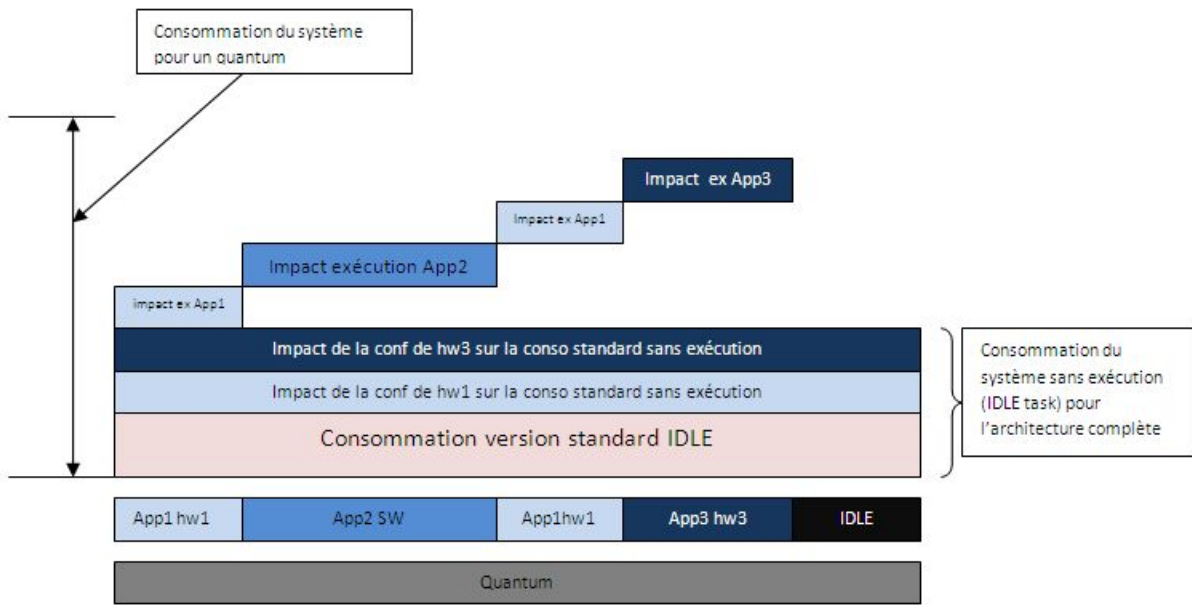 Consommation du système
pour un quantum
Impact ex App3
Impact ex App1
Impact exécution App2
impact ex App1
Impact de la conf de hw3 sur la conso standard sans exécution
Impact de la conf de hw1 sur la conso standard sans exécution
Consommation version standard IDLE
Consommation du
système sans exécution
(IDLE task) pour
l'architecture complète
App1 hw1
App2 SW
App1hw1
App3 hw3
IDLE
Quantum